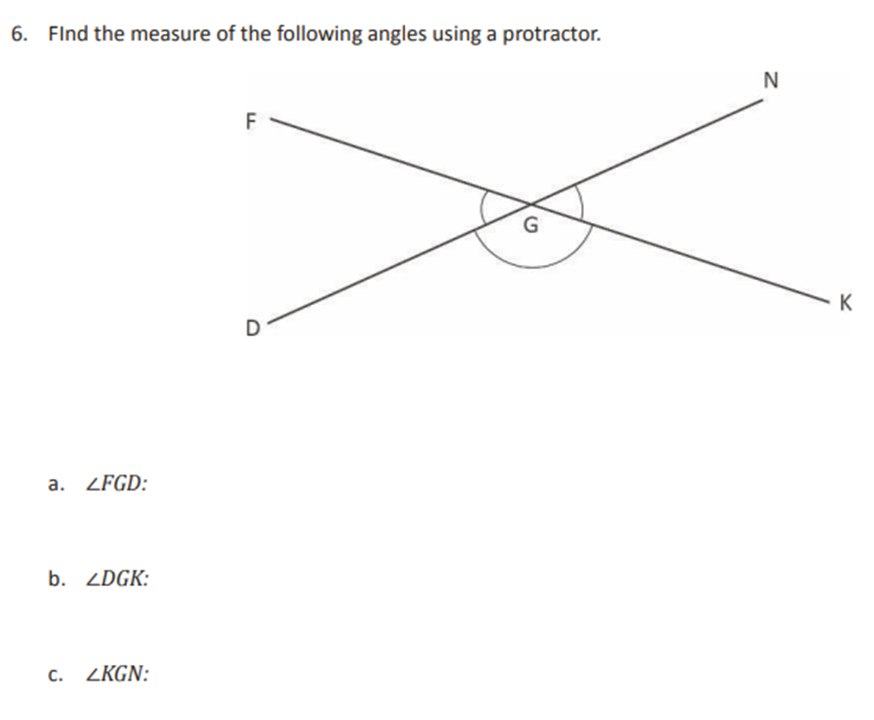 6. FInd the measure of the following angles using a protractor.
N
F
G
K
D
a. ∠FGD:
b. ∠DGK:
c. ∠KGN: